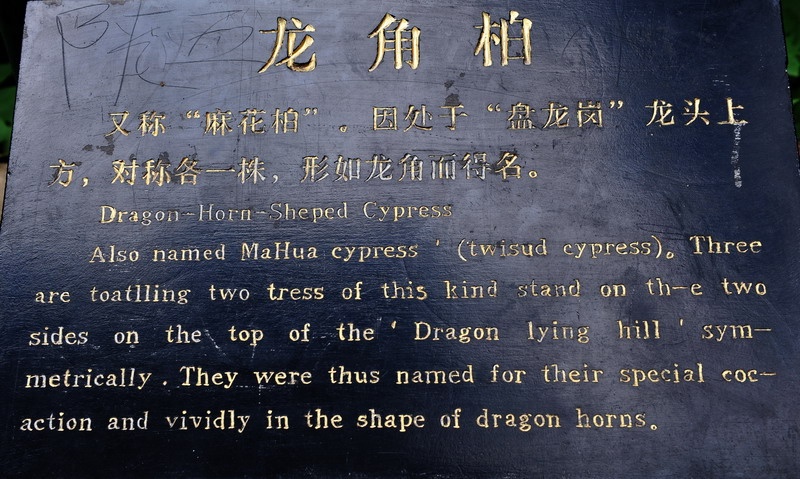 龙角柏
又称“麻花柏”。因处于“盘龙岗”龙头上
方，对称各一株，形如龙角而得名。
Dragon-Horn-Sheped Cypress
Also named MaHua cypress ' (twisud cypress)。Three
are toatlling two tress of this kind stand on th-e two
sides on the top of the ' Dragon lying hill ' sym-
metrically . They were thus named for their special coc-
action and vividly in the shape of dragon horns。